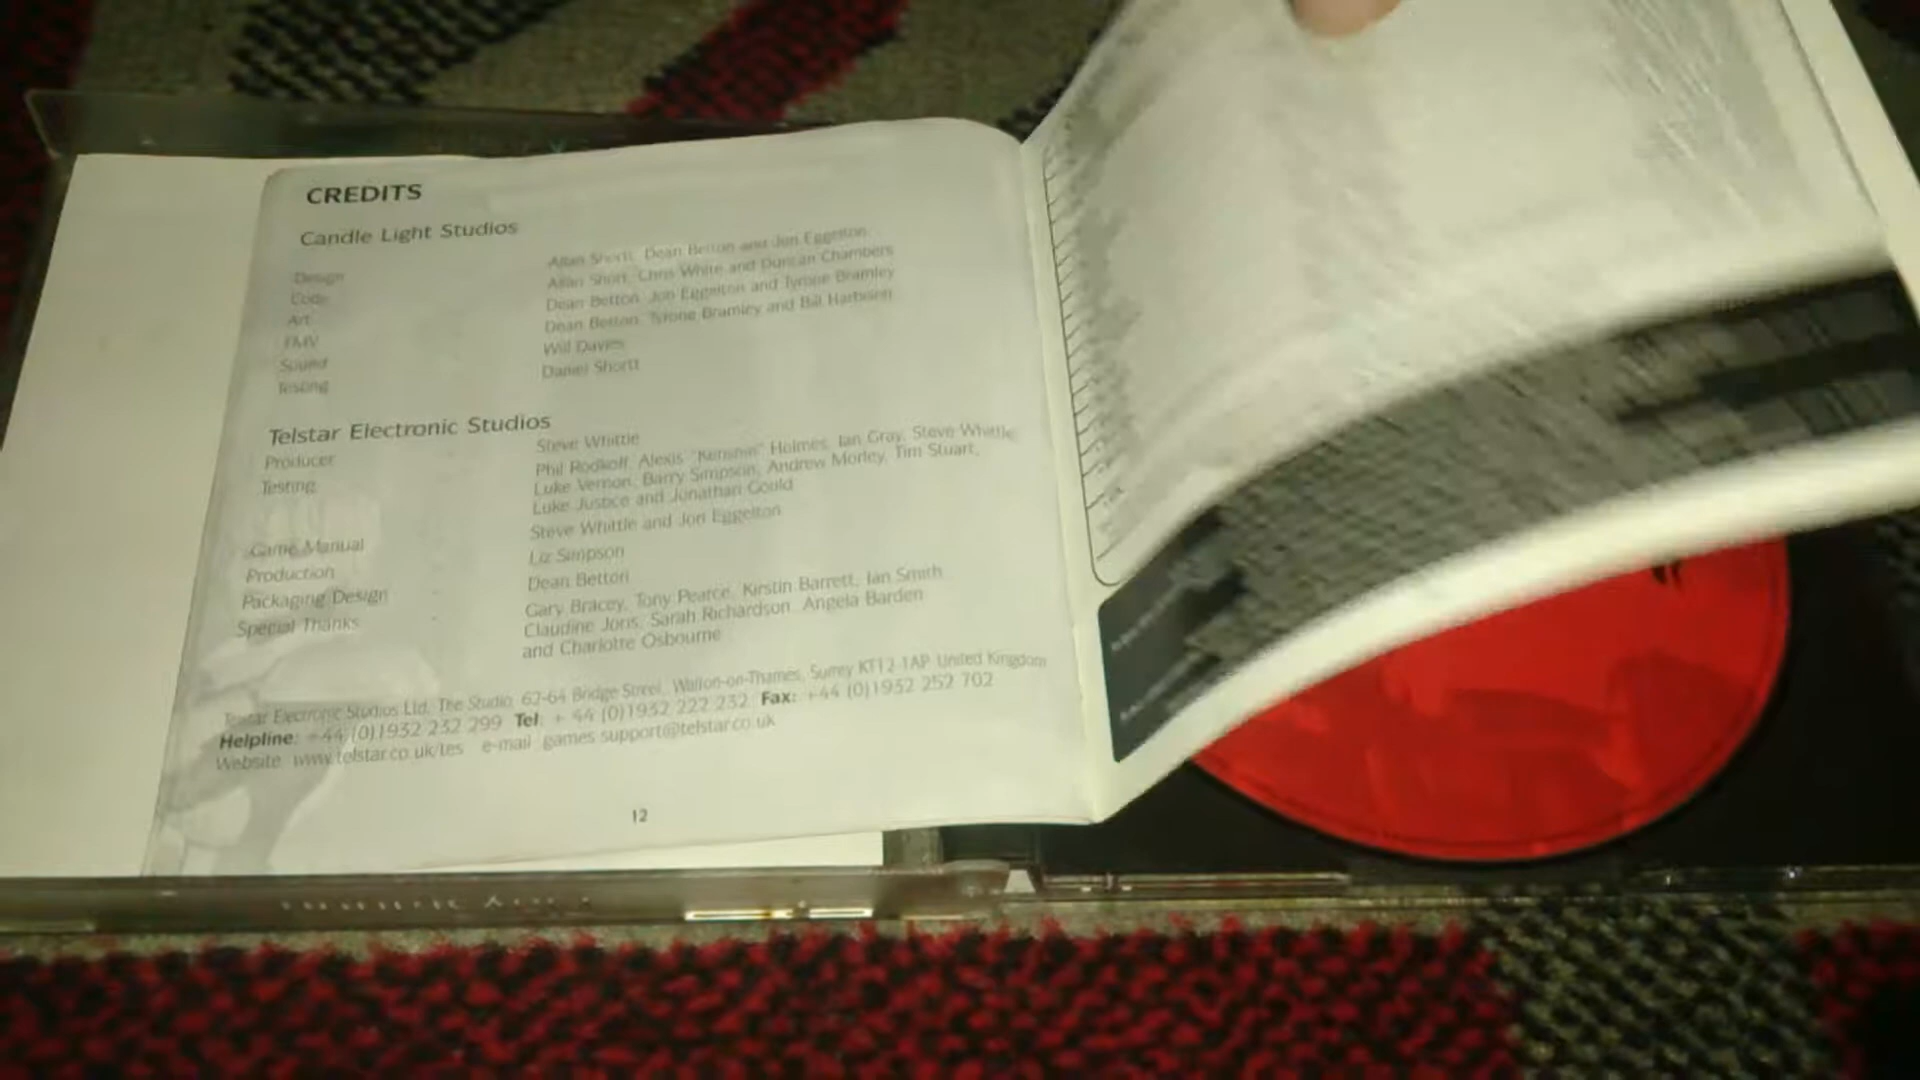 CREDITS
Candle Light Studios
Design Allan Shortt, Dean Betton and Jon Eggelton
Code Allan Short, Chris White and Duncan Chambers
Art Dean Betton, Jon Eggelton and Tyrone Bramley
FMV Dean Betton, Tyrone Bramley and Bill Harbison
Sound Will Davies
Testing Daniel Shortt
Telstar Electronic Studios
Producer Steve Whittle
Testing Phil Rodkoff, Alexis Holmes, Ian Gray, Steve Whittle,
Luke Vernon, Barry Simpson, Andrew Morley, Tim Stuart,
Luke Justice and Jonathan Gould
Game Manual Steve Whittle and Jon Eggelton
Production Liz Simpson
Packaging Design Dean Betton
Special Thanks Gary Bracey, Tony Pearce, Kirstin Barrett, Ian Smith
Claudine Joris, Sarah Richardson, Angela Barden
and Charlotte Osbourne
Telstar Electronic Studios Ltd. The Studio, 62-64 Bridge Street, Walton-on-Thames, Surrey KT12 1AP United Kingdom
Helpline: +44 (0)1932 232 299 Tel: + 44 (0)1932 222 232 Fax: +44 (0)1932 252 702
Website www.telstar.co.uk/tes e-mail games.support@telstar.co.uk
12